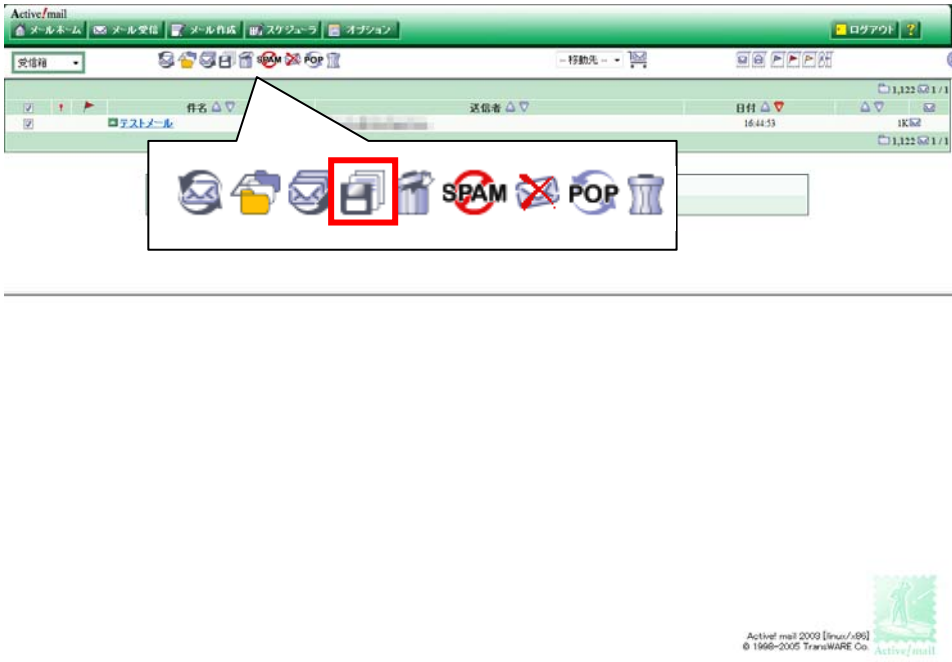 Active!mail
メールホーム メール受信 メール作成 スケジューラ オプション ログアウト ?
受信箱 SPAM POP -- 移動先 --
1,122 1 / 1
! 件名 送信者 日付
テストメール 16:44:53 1K
1,122 1 / 1
SPAM POP
Active! mail 2003 [linux/x86]
© 1998-2005 TransWARE Co.
Active!mail